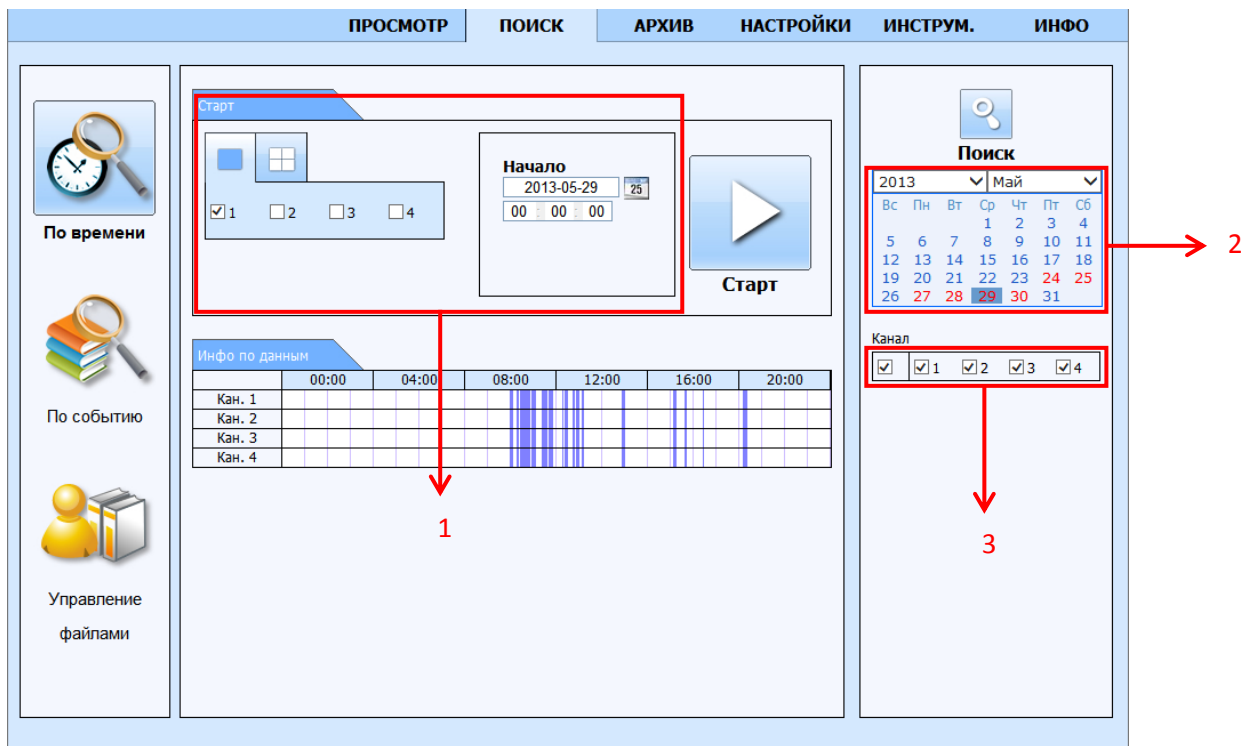 ПРОСМОТР ПОИСК АРХИВ НАСТРОЙКИ ИНСТРУМ. ИНФО
По времени
По событию
Управление
файлами
Старт
1 2 3 4
Начало
2013-05-29 25
00 : 00 : 00
Старт
Инфо по данным
00:00 04:00 08:00 12:00 16:00 20:00
Кан. 1
Кан. 2
Кан. 3
Кан. 4
1
Поиск
2013 Май
Вс Пн Вт Ср Чт Пт Сб
1 2 3 4
5 6 7 8 9 10 11
12 13 14 15 16 17 18
19 20 21 22 23 24 25
26 27 28 29 30 31
2
Канал
1 2 3 4
3